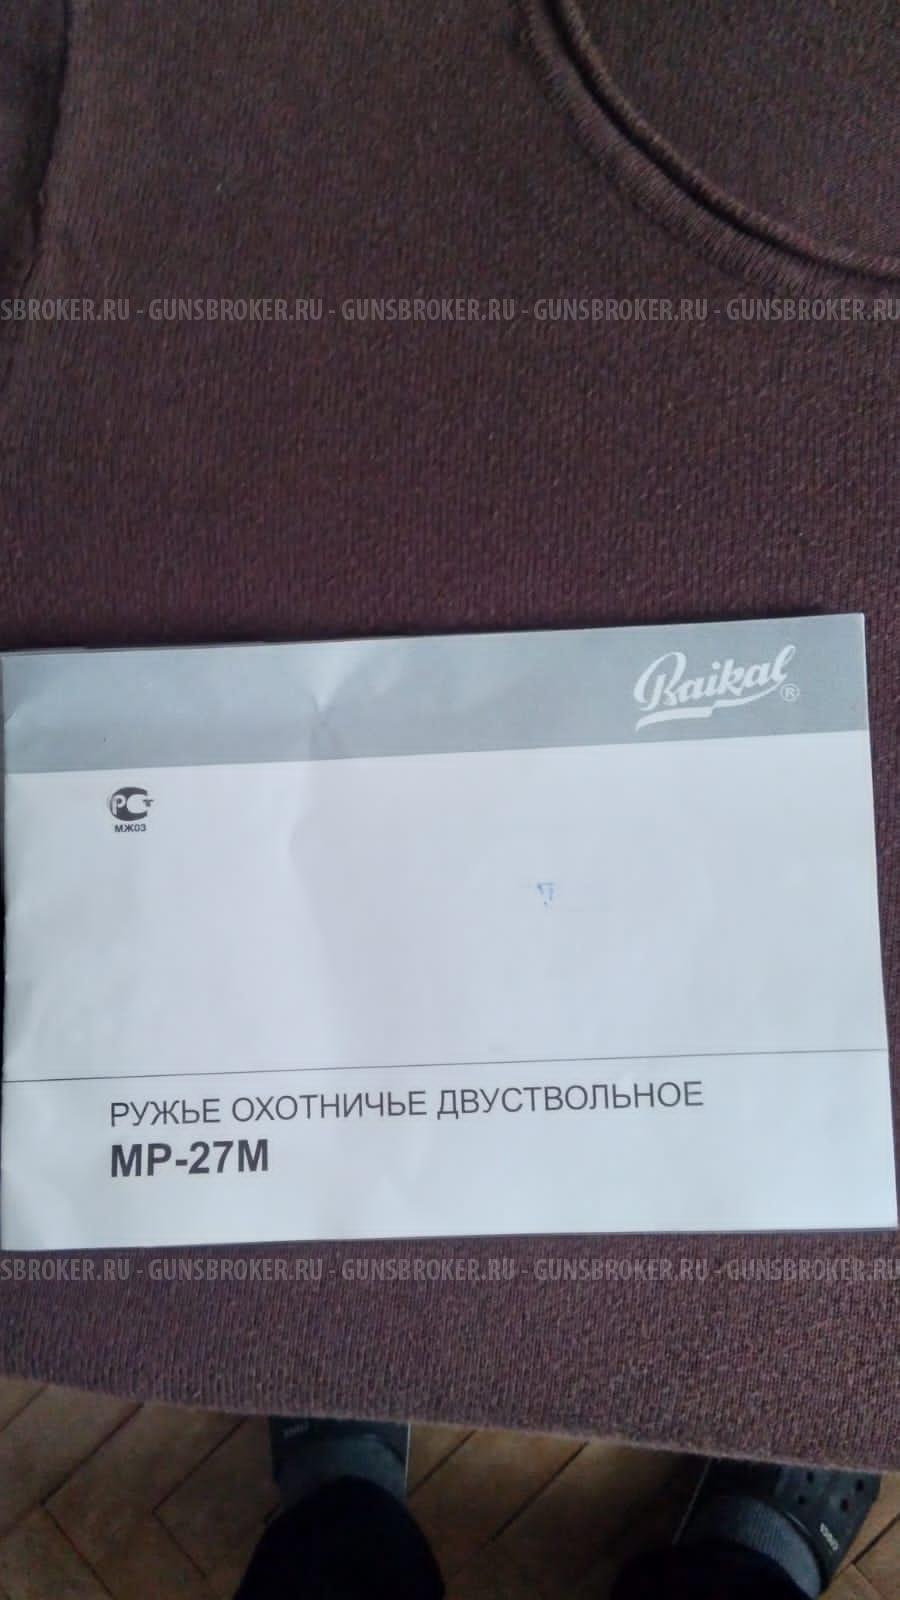 SBROKER.RU - GUNSBROKER.RU - GUNSBROKER.RU - GUNSBROKER.RU - GUNSBROKER.RU
Baikal ®
РСТ
МЖ03
РУЖЬЕ ОХОТНИЧЬЕ ДВУСТВОЛЬНОЕ
МР-27М
SBROKER.RU - GUNSBROKER.RU - GUNSBROKER.RU - GUNSBROKER.RU - GUNSBROKER.RU